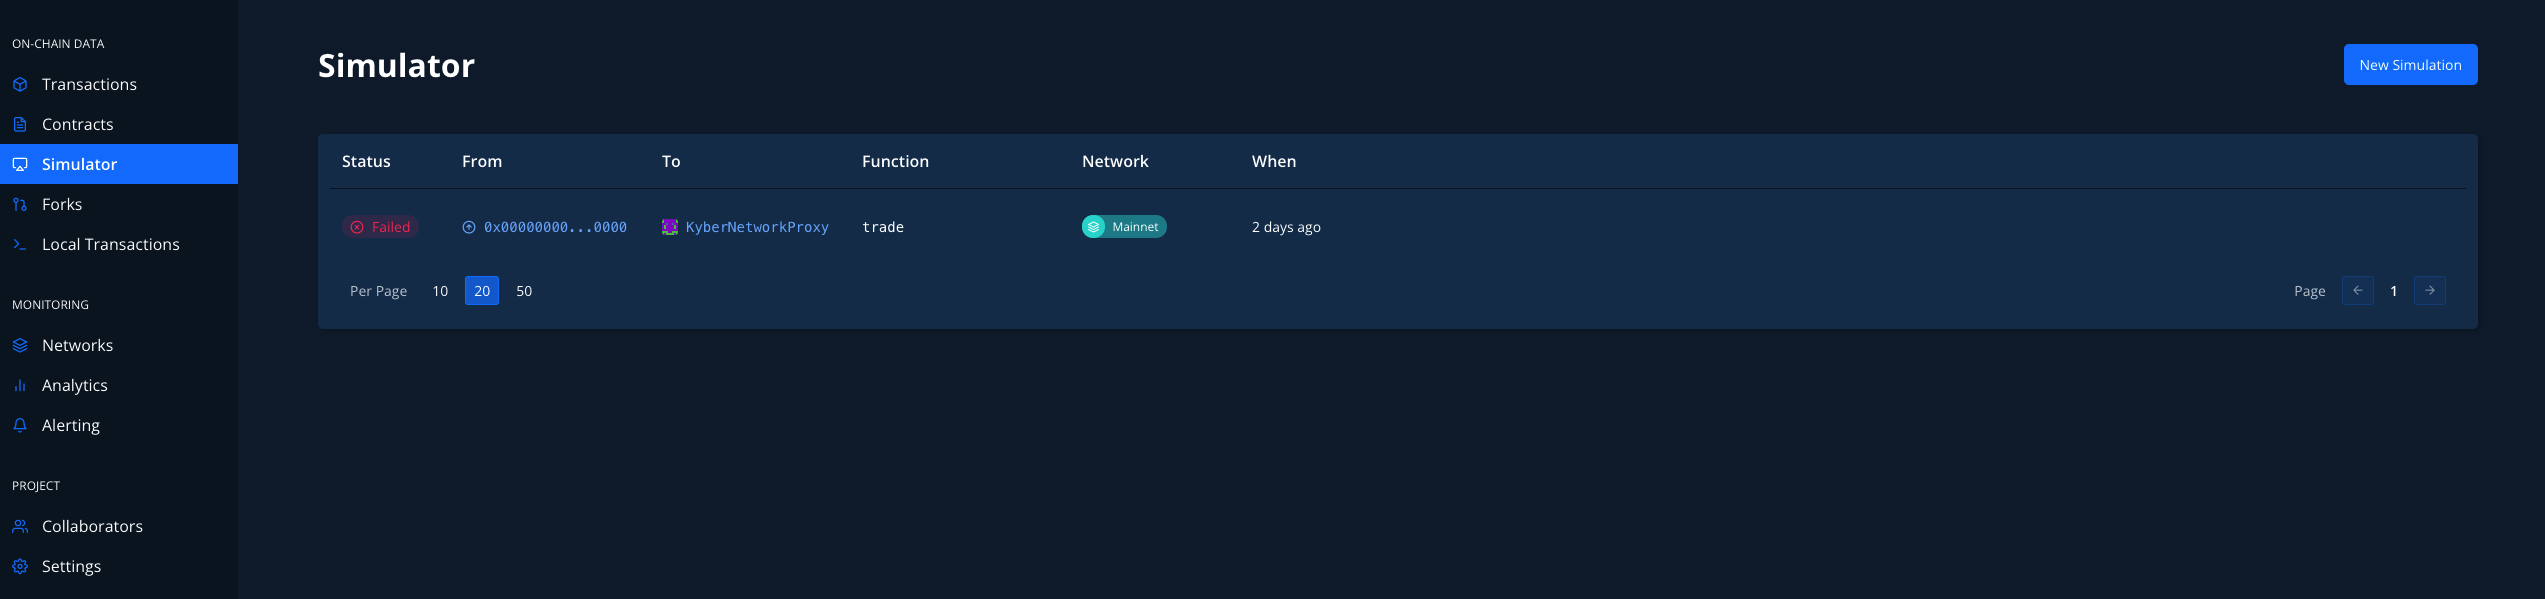 ON-CHAIN DATA
Transactions
Contracts
Simulator
Forks
Local Transactions
MONITORING
Networks
Analytics
Alerting
PROJECT
Collaborators
Settings
Simulator
New Simulation
Status From To Function Network When
Failed 0x00000000...0000 KyberNetworkProxy trade Mainnet 2 days ago
Per Page 10 20 50 Page 1